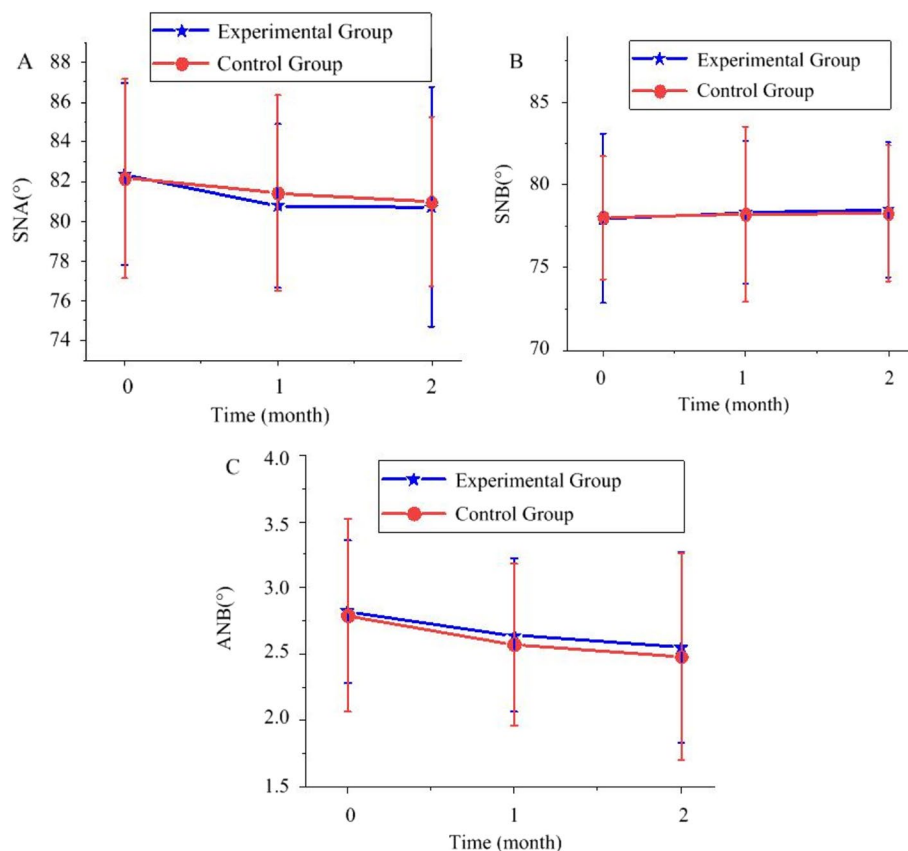 A
Experimental Group
Control Group
88
86
84
82
80
78
76
74
SNA(°)
0
1
2
Time (month)
B
Experimental Group
Control Group
85
80
75
70
SNB(°)
0
1
2
Time (month)
C
Experimental Group
Control Group
4.0
3.5
3.0
2.5
2.0
1.5
ANB(°)
0
1
2
Time (month)